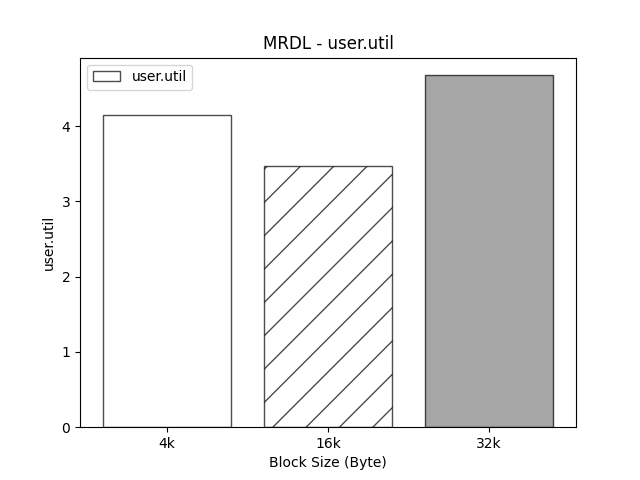 MRDL - user.util
user.util
4
3
2
1
0
user.util
4k
16k
32k
Block Size (Byte)